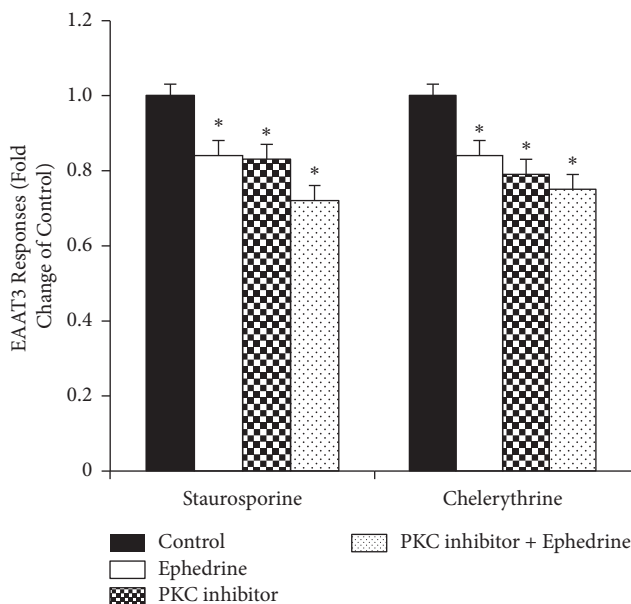 EAAT3 Responses (Fold
Change of Control)
1.2
1.0
0.8
0.6
0.4
0.2
0
*
*
*
*
*
*
Staurosporine
Chelerythrine
Control
Ephedrine
PKC inhibitor
PKC inhibitor + Ephedrine